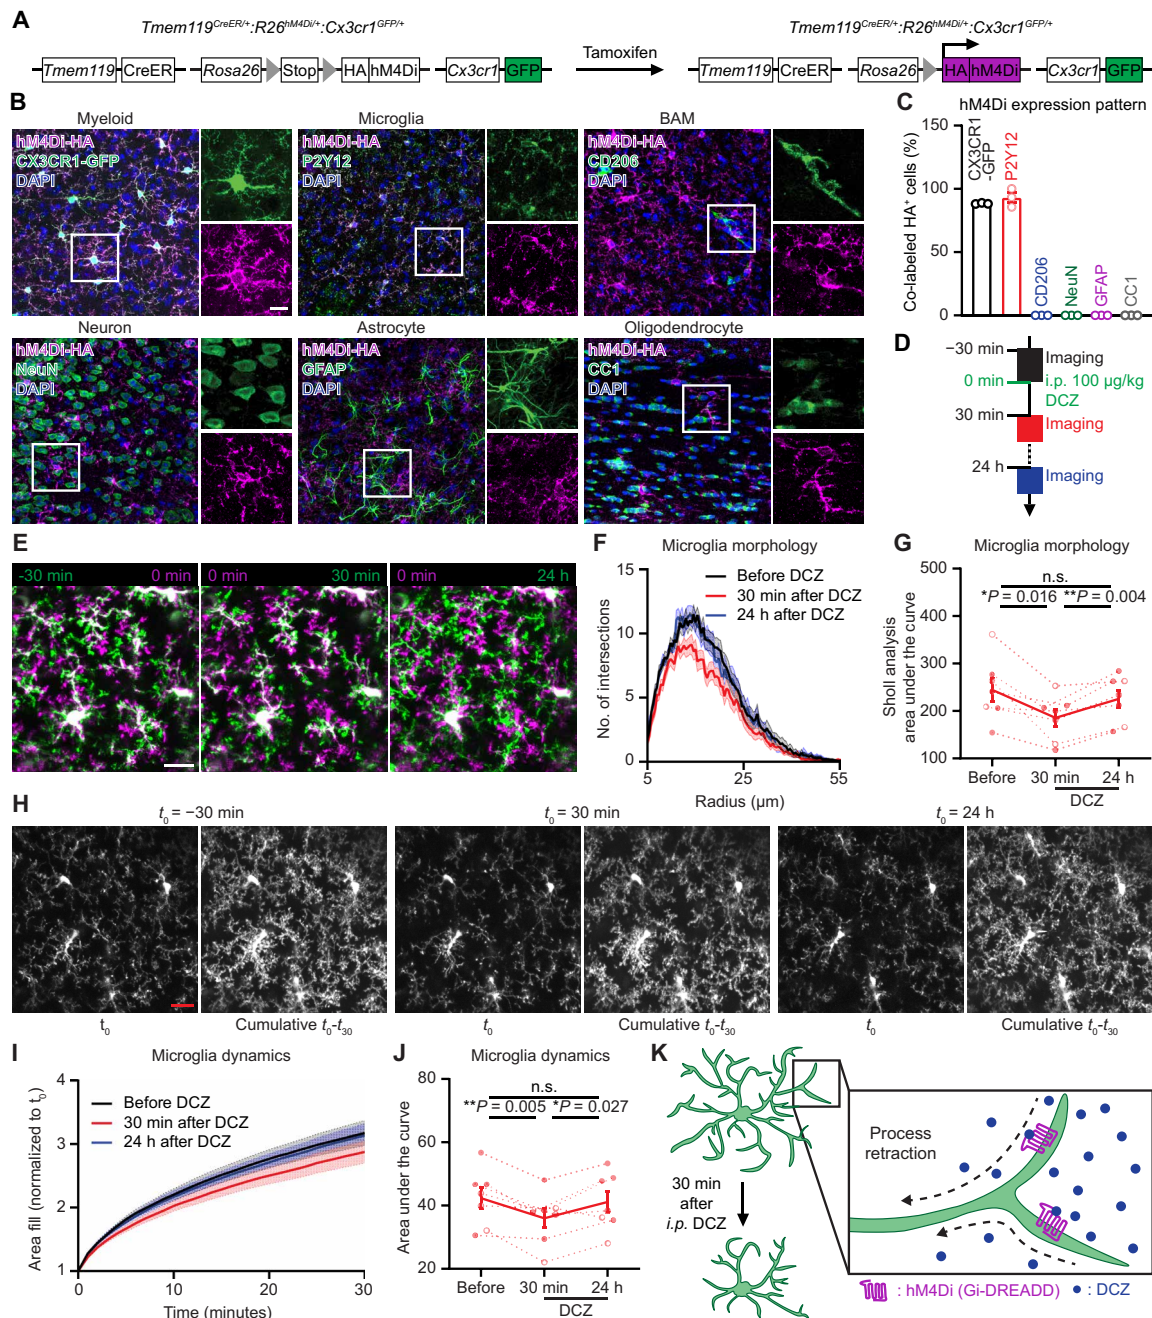 A
Tmem119CreER/+:R26hM4Di/+:Cx3cr1GFP/+
Tmem119CreER/+:R26hM4Di/+:Cx3cr1GFP/+
Tmem119 CreER Rosa26 Stop HA hM4Di Cx3cr1 GFP
Tamoxifen
Tmem119 CreER Rosa26 HA hM4Di Cx3cr1 GFP
B
Myeloid
hM4Di-HA
CX3CR1-GFP
DAPI
Microglia
hM4Di-HA
P2Y12
DAPI
BAM
hM4Di-HA
CD206
DAPI
Neuron
hM4Di-HA
NeuN
DAPI
Astrocyte
hM4Di-HA
GFAP
DAPI
Oligodendrocyte
hM4Di-HA
CC1
DAPI
C
hM4Di expression pattern
Co-labeled HA+ cells (%)
150
100
50
0
CX3CR1
-GFP
P2Y12
CD206
NeuN
GFAP
CC1
D
−30 min
Imaging
0 min
i.p. 100 µg/kg
DCZ
30 min
Imaging
24 h
Imaging
E
-30 min 0 min
0 min 30 min
0 min 24 h
F
Microglia morphology
No. of intersections
15
10
5
0
Before DCZ
30 min after DCZ
24 h after DCZ
5 25 55
Radius (µm)
G
Microglia morphology
Sholl analysis
area under the curve
500
400
300
200
100
n.s.
*P = 0.016 **P = 0.004
Before 30 min 24 h
DCZ
H
t0 = −30 min
t0 = 30 min
t0 = 24 h
t0 Cumulative t0-t30
t0 Cumulative t0-t30
t0 Cumulative t0-t30
I
Microglia dynamics
Area fill (normalized to t0)
4
3
2
1
Before DCZ
30 min after DCZ
24 h after DCZ
0 10 20 30
Time (minutes)
J
Microglia dynamics
Area under the curve
80
60
40
20
n.s.
**P = 0.005 *P = 0.027
Before 30 min 24 h
DCZ
K
30 min
after
i.p. DCZ
Process
retraction
: hM4Di (Gi-DREADD) : DCZ